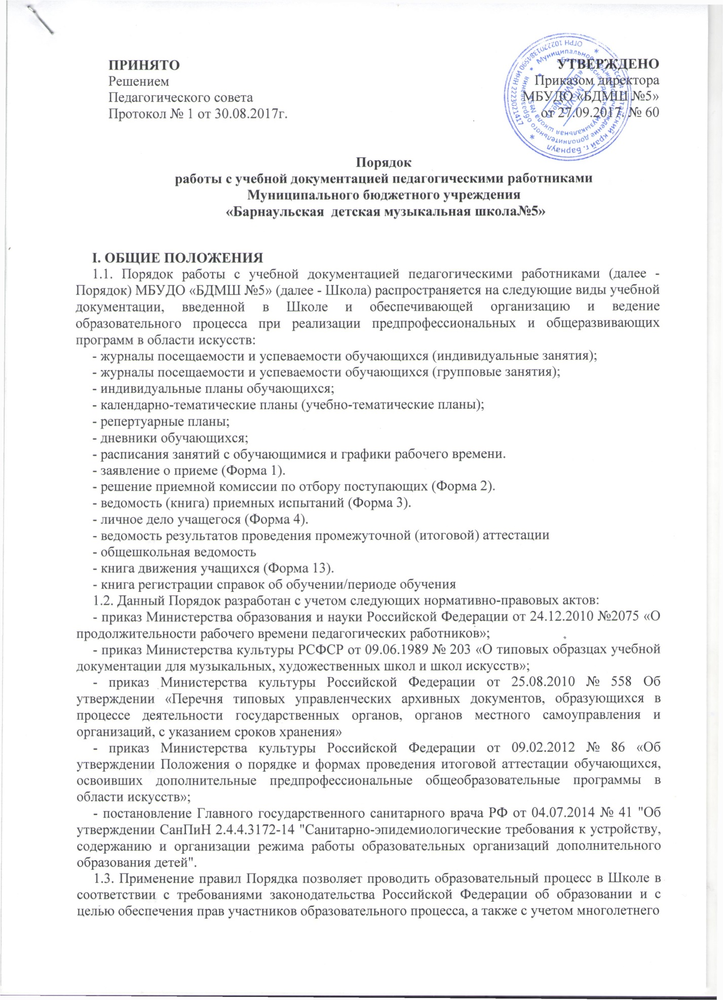 ПРИНЯТО
Решением
Педагогического совета
Протокол № 1 от 30.08.2017г.
УТВЕРЖДЕНО
Приказом директора
МБУДО «БДМШ №5»
от 27.09.2017. № 60
Россия Алтайский край г. Барнаул
ОГРН 1022201384590 ИНН 2223021417
Муниципальное бюджетное учреждение дополнительного образования
«Барнаульская детская музыкальная школа №5»
МБУДО
«БДМШ №5»
Порядок
работы с учебной документацией педагогическими работниками
Муниципального бюджетного учреждения
«Барнаульская детская музыкальная школа№5»
I. ОБЩИЕ ПОЛОЖЕНИЯ
1.1. Порядок работы с учебной документацией педагогическими работниками (далее -
Порядок) МБУДО «БДМШ №5» (далее - Школа) распространяется на следующие виды учебной
документации, введенной в Школе и обеспечивающей организацию и ведение
образовательного процесса при реализации предпрофессиональных и общеразвивающих
программ в области искусств:
- журналы посещаемости и успеваемости обучающихся (индивидуальные занятия);
- журналы посещаемости и успеваемости обучающихся (групповые занятия);
- индивидуальные планы обучающихся;
- календарно-тематические планы (учебно-тематические планы);
- репертуарные планы;
- дневники обучающихся;
- расписания занятий с обучающимися и графики рабочего времени.
- заявление о приеме (Форма 1).
- решение приемной комиссии по отбору поступающих (Форма 2).
- ведомость (книга) приемных испытаний (Форма 3).
- личное дело учащегося (Форма 4).
- ведомость результатов проведения промежуточной (итоговой) аттестации
- общешкольная ведомость
- книга движения учащихся (Форма 13).
- книга регистрации справок об обучении/периоде обучения
1.2. Данный Порядок разработан с учетом следующих нормативно-правовых актов:
- приказ Министерства образования и науки Российской Федерации от 24.12.2010 №2075 «О
продолжительности рабочего времени педагогических работников»;
- приказ Министерства культуры РСФСР от 09.06.1989 № 203 «О типовых образцах учебной
документации для музыкальных, художественных школ и школ искусств»;
- приказ Министерства культуры Российской Федерации от 25.08.2010 № 558 Об
утверждении «Перечня типовых управленческих архивных документов, образующихся в
процессе деятельности государственных органов, органов местного самоуправления и
организаций, с указанием сроков хранения»
- приказ Министерства культуры Российской Федерации от 09.02.2012 № 86 «Об
утверждении Положения о порядке и формах проведения итоговой аттестации обучающихся,
освоивших дополнительные предпрофессиональные общеобразовательные программы в
области искусств»;
- постановление Главного государственного санитарного врача РФ от 04.07.2014 № 41 "Об
утверждении СанПиН 2.4.4.3172-14 "Санитарно-эпидемиологические требования к устройству,
содержанию и организации режима работы образовательных организаций дополнительного
образования детей".
1.3. Применение правил Порядка позволяет проводить образовательный процесс в Школе в
соответствии с требованиями законодательства Российской Федерации об образовании и с
целью обеспечения прав участников образовательного процесса, а также с учетом многолетнего